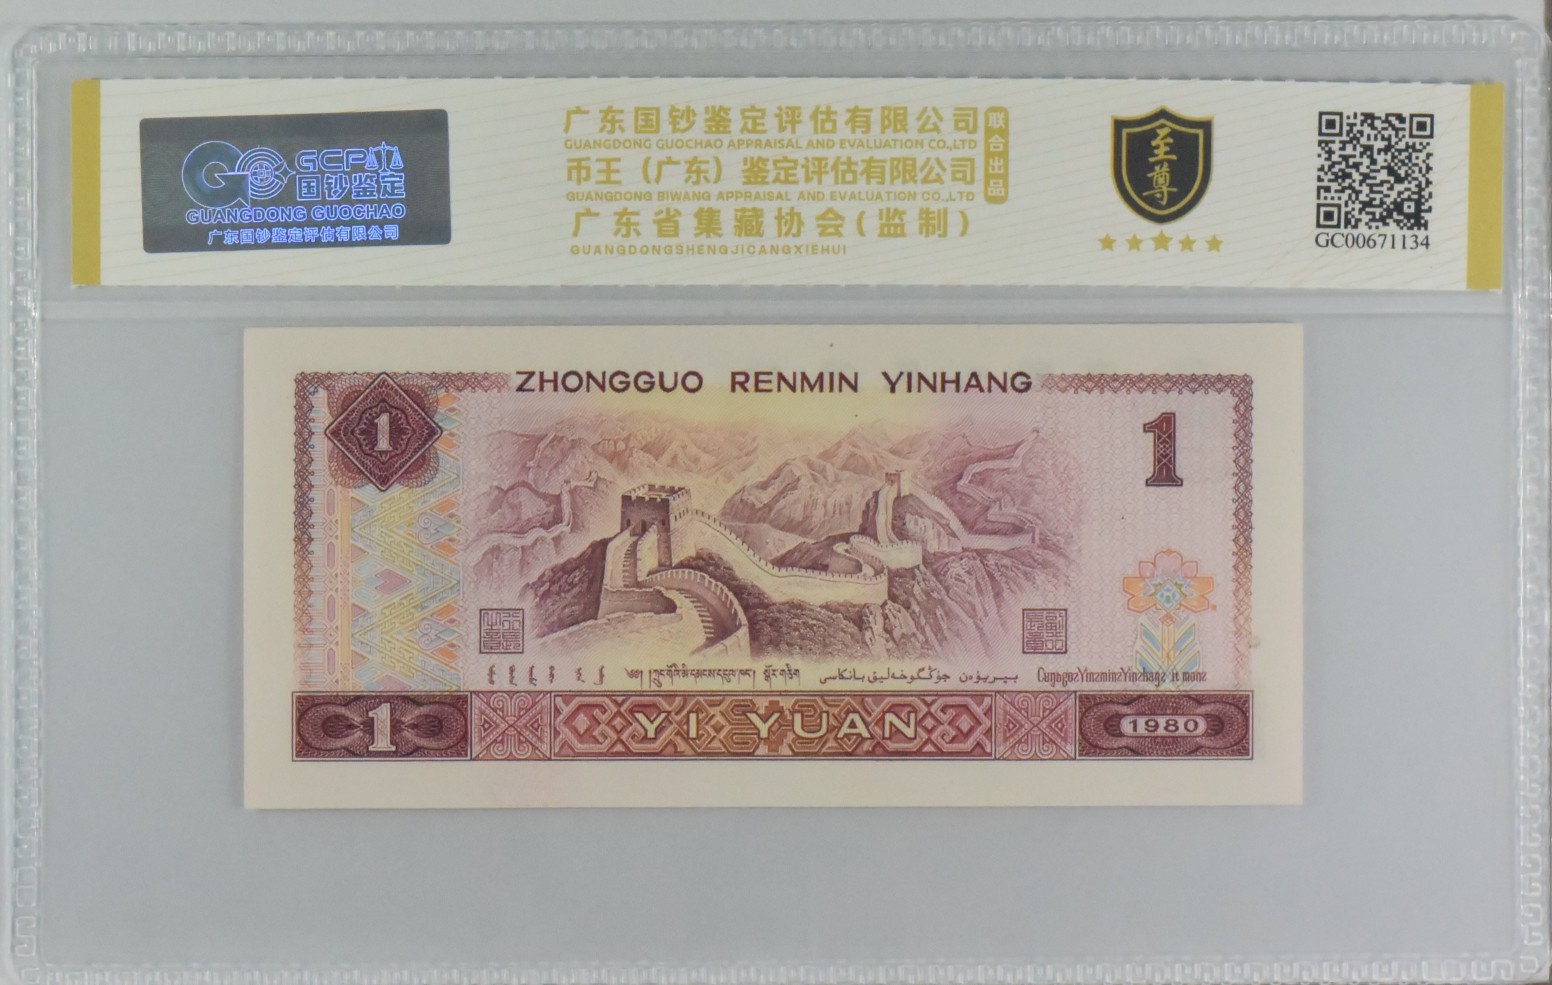 GCP
国钞鉴定
GUANGDONG GUOCHAO
广东国钞鉴定评估有限公司
广东国钞鉴定评估有限公司
GUANGDONG GUOCHAO APPRAISAL AND EVALUATION CO.,LTD
币王（广东）鉴定评估有限公司
GUANGDONG BIWANG APPRAISAL AND EVALUATION CO.,LTD
广东省集藏协会(监制)
GUANGDONGSHENGJICANGXIEHUI
联合出品
至尊
GC00671134
ZHONGGUO RENMIN YINHANG
1
1
1
YI YUAN
1980